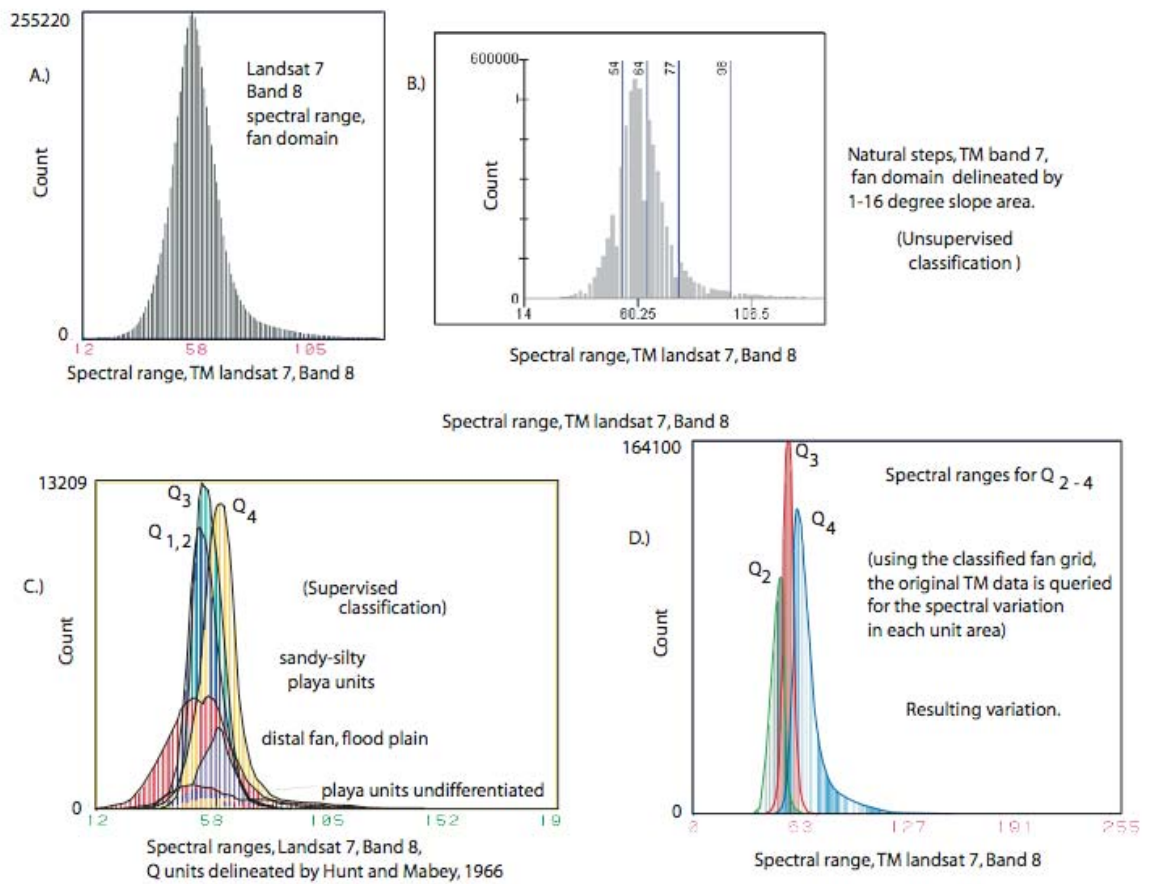 255220
A.)
Landsat 7
Band 8
spectral range,
fan domain
Count
0
12 58 105
Spectral range, TM landsat 7, Band 8
B.)
600000
54 64 77 98
Count
0
14 60.25 106.5
Spectral range, TM landsat 7, Band 8
Natural steps, TM band 7,
fan domain delineated by
1-16 degree slope area.
(Unsupervised
classification )
Spectral range, TM landsat 7, Band 8
13209
C.)
Q3
Q4
Q1,2
(Supervised
classification)
sandy-silty
playa units
distal fan, flood plain
playa units undifferentiated
Count
0
12 58 105 152 19
Spectral ranges, Landsat 7, Band 8,
Q units delineated by Hunt and Mabey, 1966
164100
D.)
Q3
Q4
Q2
Spectral ranges for Q 2 - 4
(using the classified fan grid,
the original TM data is queried
for the spectral variation
in each unit area)
Resulting variation.
Count
0
0 63 127 191 255
Spectral range, TM landsat 7, Band 8